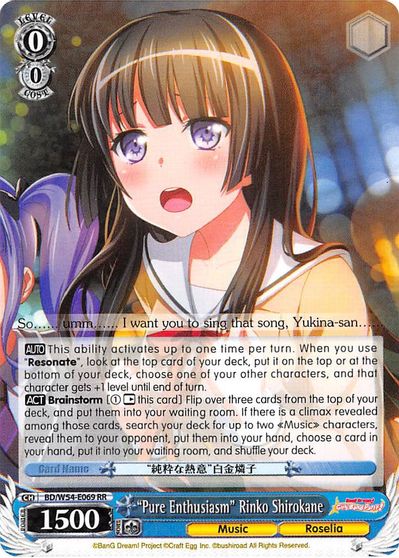 LEVEL
0
0
COST
So...... umm...... I want you to sing that song, Yukina-san......
AUTO This ability activates up to one time per turn. When you use
"Resonate", look at the top card of your deck, put it on the top or at
bottom of your deck, choose one of your other characters, and that
character gets +1 level until end of turn.
ACT Brainstorm [① this card] Flip over three cards from the top of
your deck, and put them into your waiting room. If there is a climax revealed
among those cards, search your deck for up to two «Music» characters,
reveal them to your opponent, put them into your hand, choose a card in
your hand, put it into your waiting room, and shuffle your deck.
Card Name
"純粋な熱意" 白金燐子
CH BD/W54-E069 RR
1500
"Pure Enthusiasm" Rinko Shirokane
Music
Roselia
©BanG Dream! Project ©Craft Egg Inc. ©bushiroad All Rights Reserved.